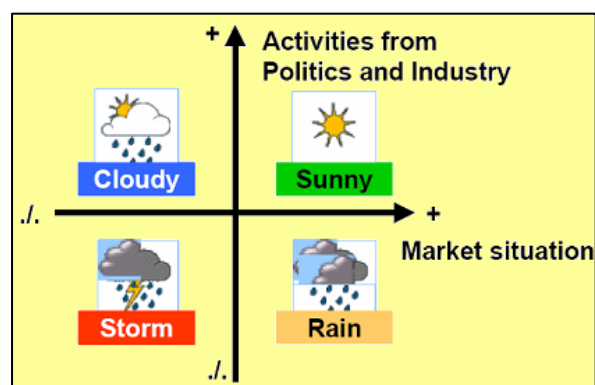 +
Activities from
Politics and Industry
Cloudy
Sunny
./.
+
Market situation
Storm
Rain
./.